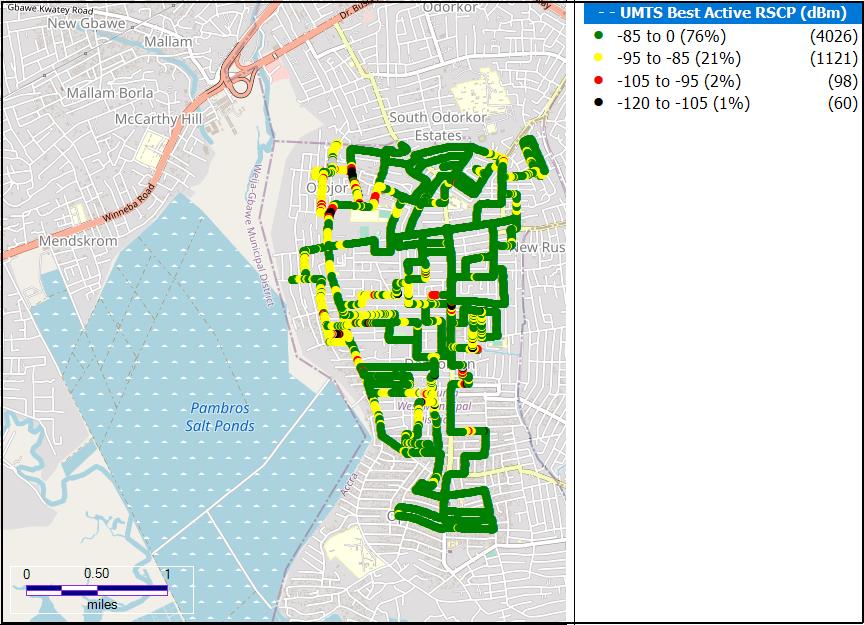 Gbawe Kwatey Road
New Gbawe
Mallam
Dr. Bus
Odorkor
Mallam Borla
McCarthy Hill
South Odorkor
Estates
Weija-Gbawe Municipal District
Winneba Road
Mendskrom
New Rus
Pambros
Salt Ponds
Accra
0 0.50 1
miles
- - UMTS Best Active RSCP (dBm)
-85 to 0 (76%) (4026)
-95 to -85 (21%) (1121)
-105 to -95 (2%) (98)
-120 to -105 (1%) (60)